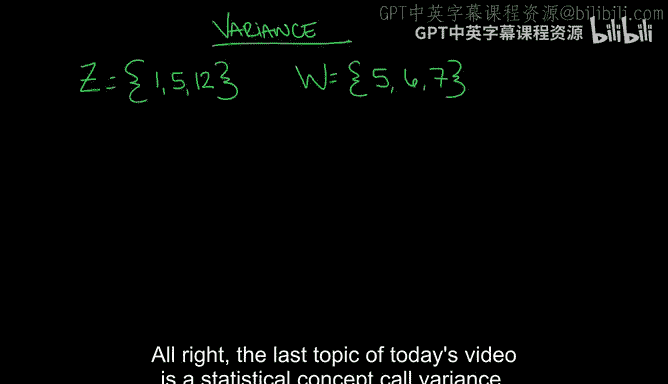 GPT中英字幕课程资源@bilibili.com
VARIANCE
GPT中英字幕课程资源 bilibili
Z = {1, 5, 12} W = {5, 6, 7}
All right, the last topic of today's video
is a statistical concept call variance